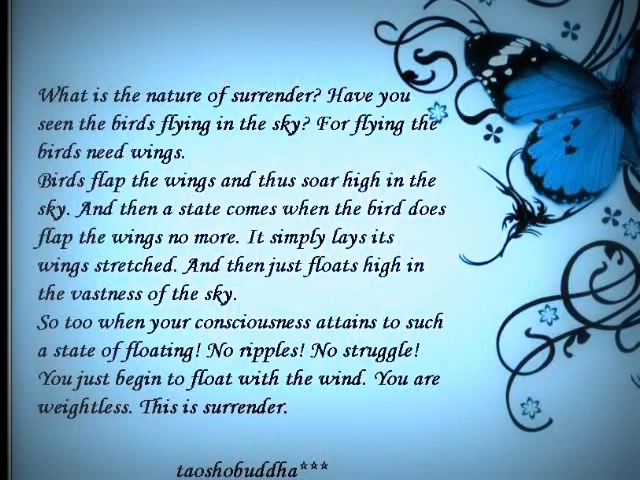 What is the nature of surrender? Have you
seen the birds flying in the sky? For flying the
birds need wings.
Birds flap the wings and thus soar high in the
sky. And then a state comes when the bird does
flap the wings no more. It simply lays its
wings stretched. And then just floats high in
the vastness of the sky.
So too when your consciousness attains to such
a state of floating! No ripples! No struggle!
You just begin to float with the wind. You are
weightless. This is surrender.
taoshobuddha***